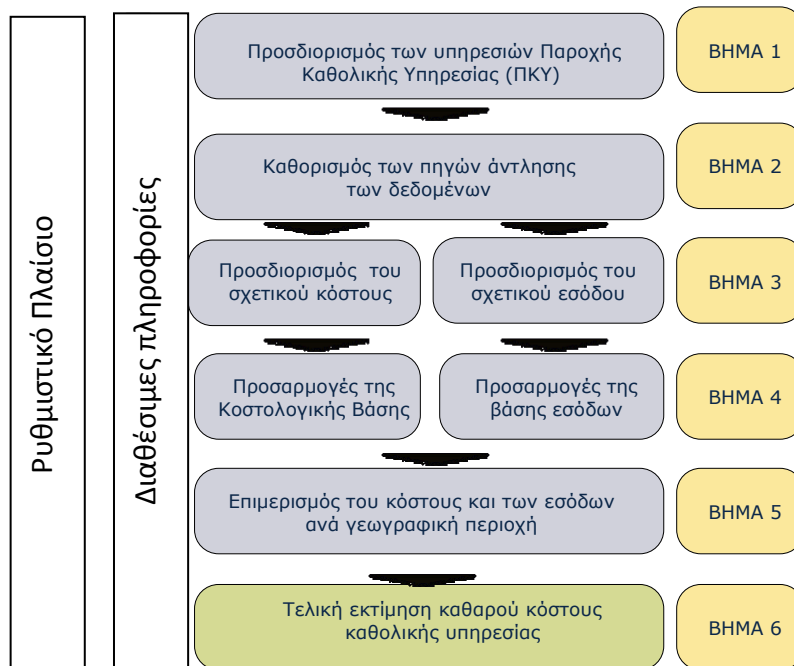 Ρυθμιστικό Πλαίσιο
Διαθέσιμες πληροφορίες
Προσδιορισμός των υπηρεσιών Παροχής
Καθολικής Υπηρεσίας (ΠΚΥ)
ΒΗΜΑ 1
Καθορισμός των πηγών άντλησης
των δεδομένων
ΒΗΜΑ 2
Προσδιορισμός του
σχετικού κόστους
Προσδιορισμός του
σχετικού εσόδου
ΒΗΜΑ 3
Προσαρμογές της
Κοστολογικής Βάσης
Προσαρμογές της
βάσης εσόδων
ΒΗΜΑ 4
Επιμερισμός του κόστους και των εσόδων
ανά γεωγραφική περιοχή
ΒΗΜΑ 5
Τελική εκτίμηση καθαρού κόστους
καθολικής υπηρεσίας
ΒΗΜΑ 6